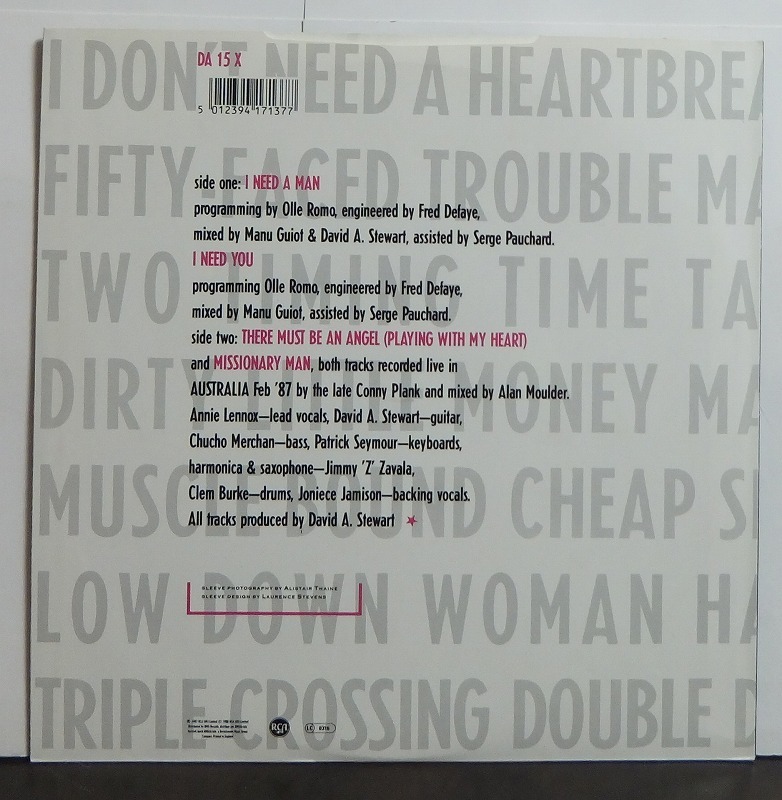 I DON'T NEED A HEARTBREA
FIFTY-FACED TROUBLE MA
TWO TIMING TIME TA
DIRTY LITTLE MONEY MA
MUSCLE BOUND CHEAP S
LOW DOWN WOMAN HA
TRIPLE CROSSING DOUBLE D
DA 15 X
5 012394 171377
side one: I NEED A MAN
programming by Olle Romo, engineered by Fred Defaye,
mixed by Manu Guiot & David A. Stewart, assisted by Serge Pauchard.
I NEED YOU
programming Olle Romo, engineered by Fred Defaye,
mixed by Manu Guiot, assisted by Serge Pauchard.
side two: THERE MUST BE AN ANGEL (PLAYING WITH MY HEART)
and MISSIONARY MAN, both tracks recorded live in
AUSTRALIA Feb '87 by the late Conny Plank and mixed by Alan Moulder.
Annie Lennox—lead vocals, David A. Stewart—guitar,
Chucho Merchan—bass, Patrick Seymour—keyboards,
harmonica & saxophone—Jimmy 'Z' Zavala,
Clem Burke—drums, Joniece Jamison—backing vocals.
All tracks produced by David A. Stewart
SLEEVE PHOTOGRAPHY BY ALISTAIR THAINE
SLEEVE DESIGN BY LAURENCE STEVENS
RCA
LC 0316